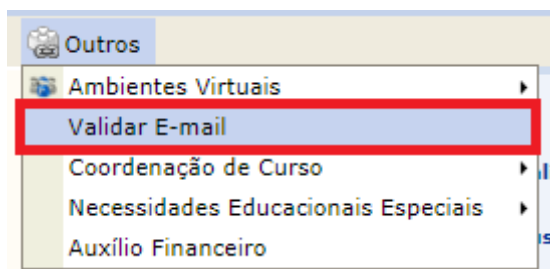 Outros
Ambientes Virtuais
Validar E-mail
Coordenação de Curso
Necessidades Educacionais Especiais
Auxílio Financeiro